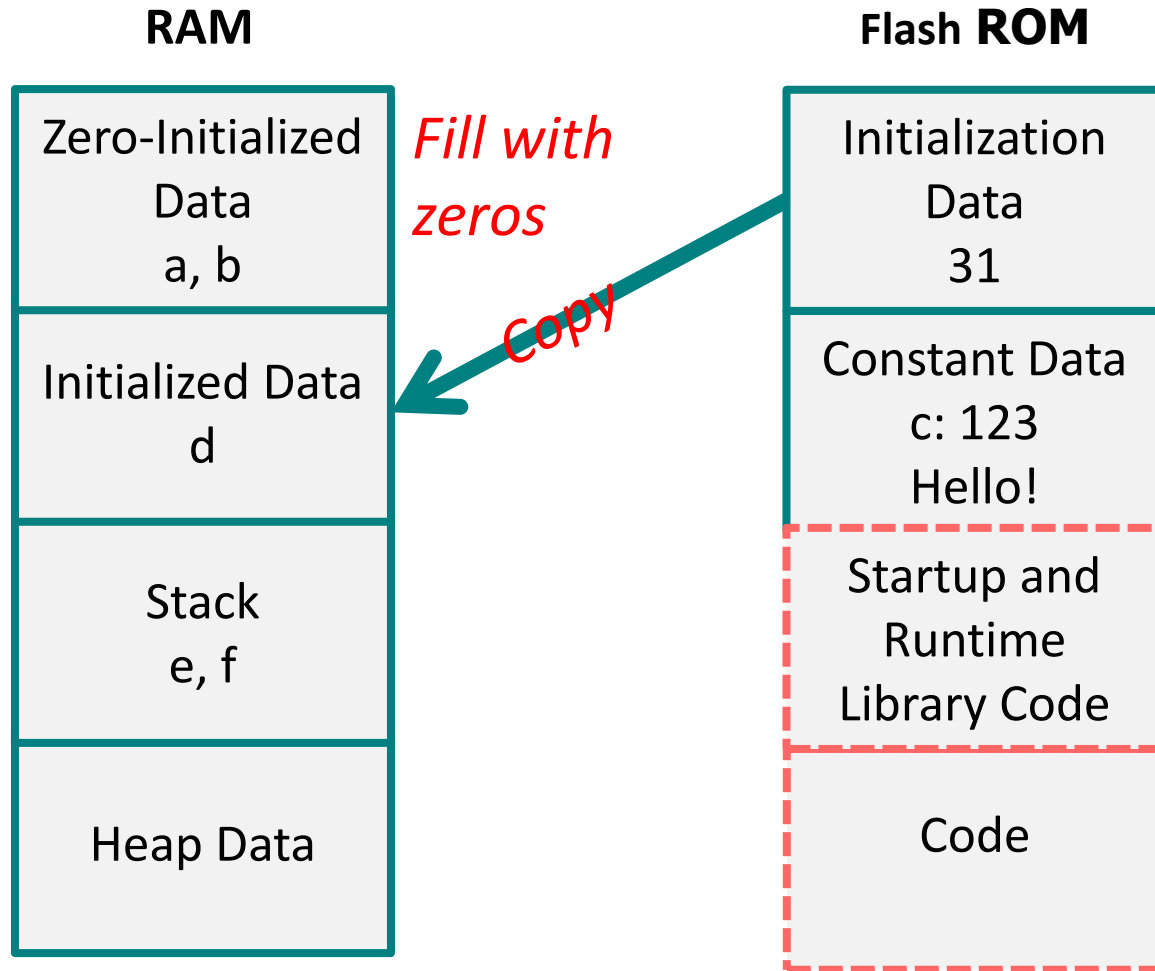 RAM
Zero-Initialized
Data
a, b
Fill with
zeros
Initialized Data
d
Stack
e, f
Heap Data
Copy
Flash ROM
Initialization
Data
31
Constant Data
c: 123
Hello!
Startup and
Runtime
Library Code
Code